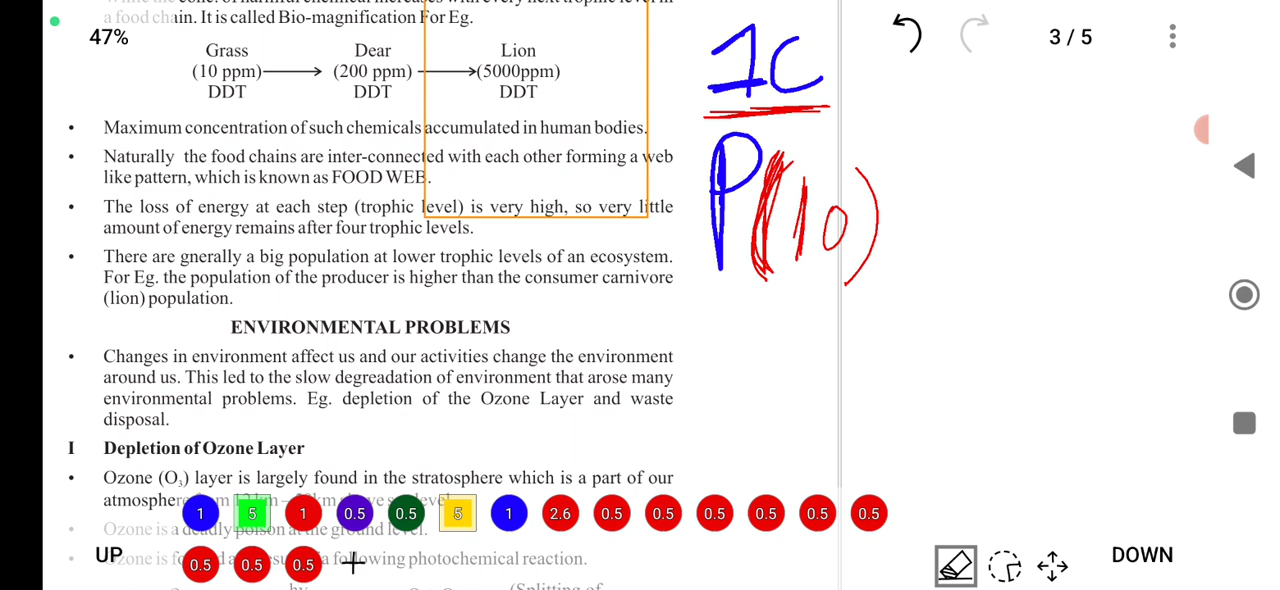 a food chain. It is called Bio-magnification For Eg.
47%
3 / 5
Grass Dear Lion
(10 ppm) (200 ppm) (5000ppm)
DDT DDT DDT
1C
P(10)
• Maximum concentration of such chemicals accumulated in human bodies.
• Naturally the food chains are inter-connected with each other forming a web
like pattern, which is known as FOOD WEB.
• The loss of energy at each step (trophic level) is very high, so very little
amount of energy remains after four trophic levels.
• There are gnerally a big population at lower trophic levels of an ecosystem.
For Eg. the population of the producer is higher than the consumer carnivore
(lion) population.
ENVIRONMENTAL PROBLEMS
• Changes in environment affect us and our activities change the environment
around us. This led to the slow degreadation of environment that arose many
environmental problems. Eg. depletion of the Ozone Layer and waste
disposal.
I Depletion of Ozone Layer
• Ozone (O3) layer is largely found in the stratosphere which is a part of our
1 5 1 0.5 0.5 5 1 2.6 0.5 0.5 0.5 0.5 0.5 0.5
• Ozone is a deadly poison at the ground level.
UP
0.5 0.5 0.5 +
following photochemical reaction.
DOWN
by (Splitting of